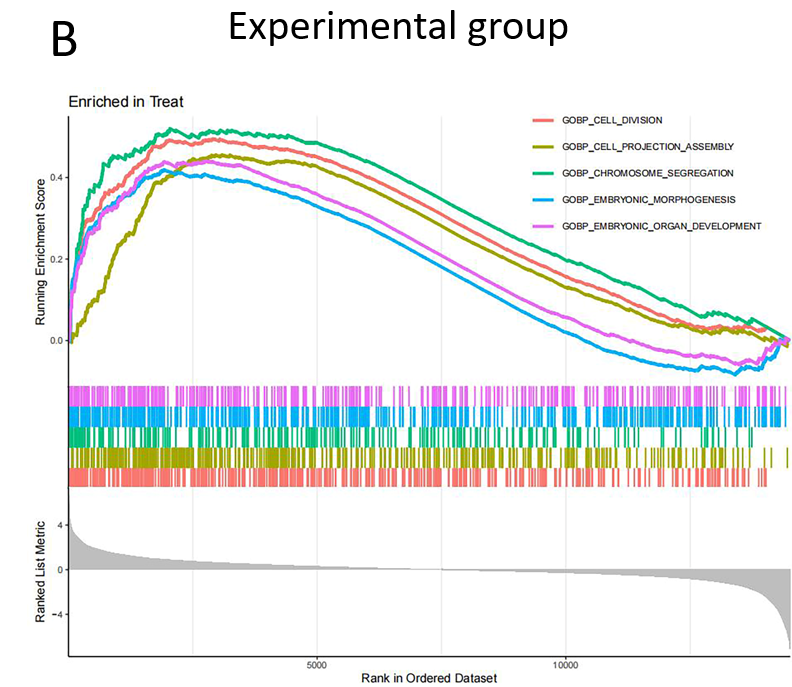 B
Experimental group
Enriched in Treat
GOBP_CELL_DIVISION
GOBP_CELL_PROJECTION_ASSEMBLY
GOBP_CHROMOSOME_SEGREGATION
GOBP_EMBRYONIC_MORPHOGENESIS
GOBP_EMBRYONIC_ORGAN_DEVELOPMENT
Running Enrichment Score
0.4
0.2
0.0
Ranked List Metric
4
0
−4
5000
10000
Rank in Ordered Dataset